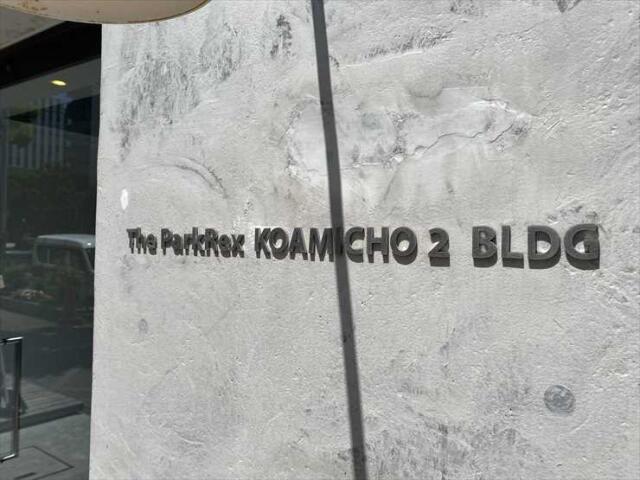 The ParkRex KOAMICHO 2 BLDG